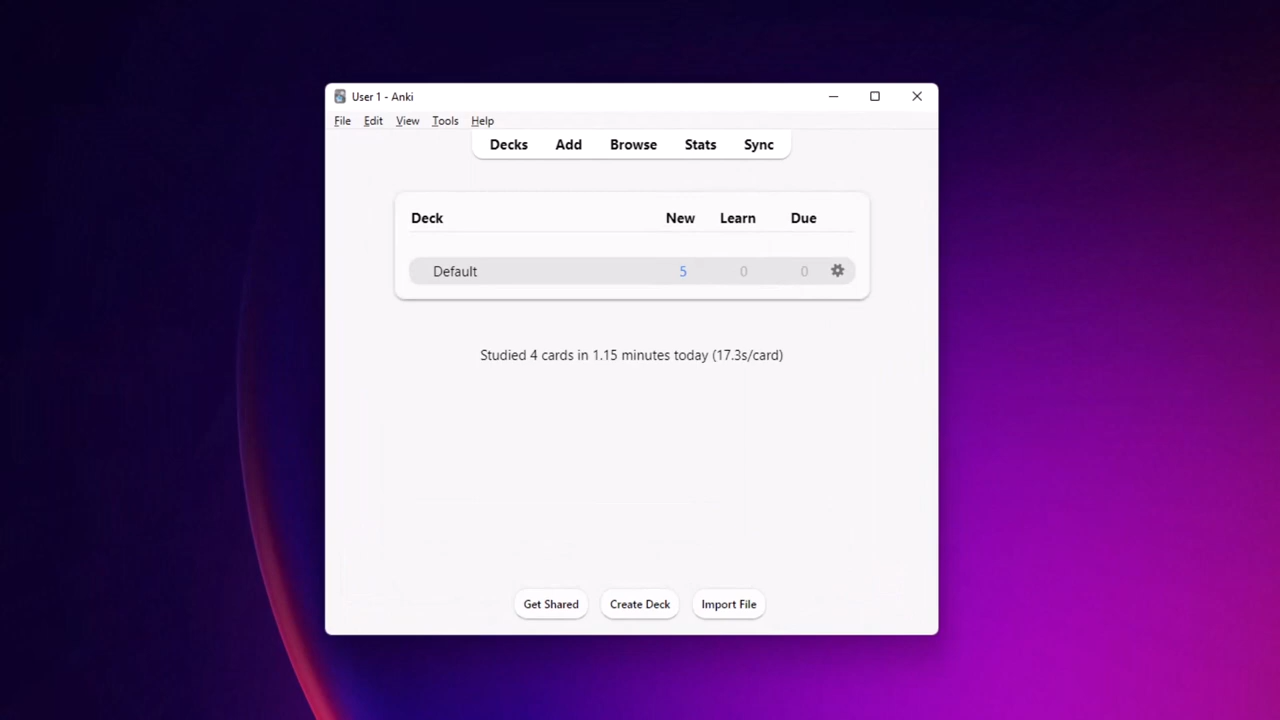 User 1 - Anki
File Edit View Tools Help
Decks Add Browse Stats Sync
Deck New Learn Due
Default 5 0 0
Studied 4 cards in 1.15 minutes today (17.3s/card)
Get Shared Create Deck Import File